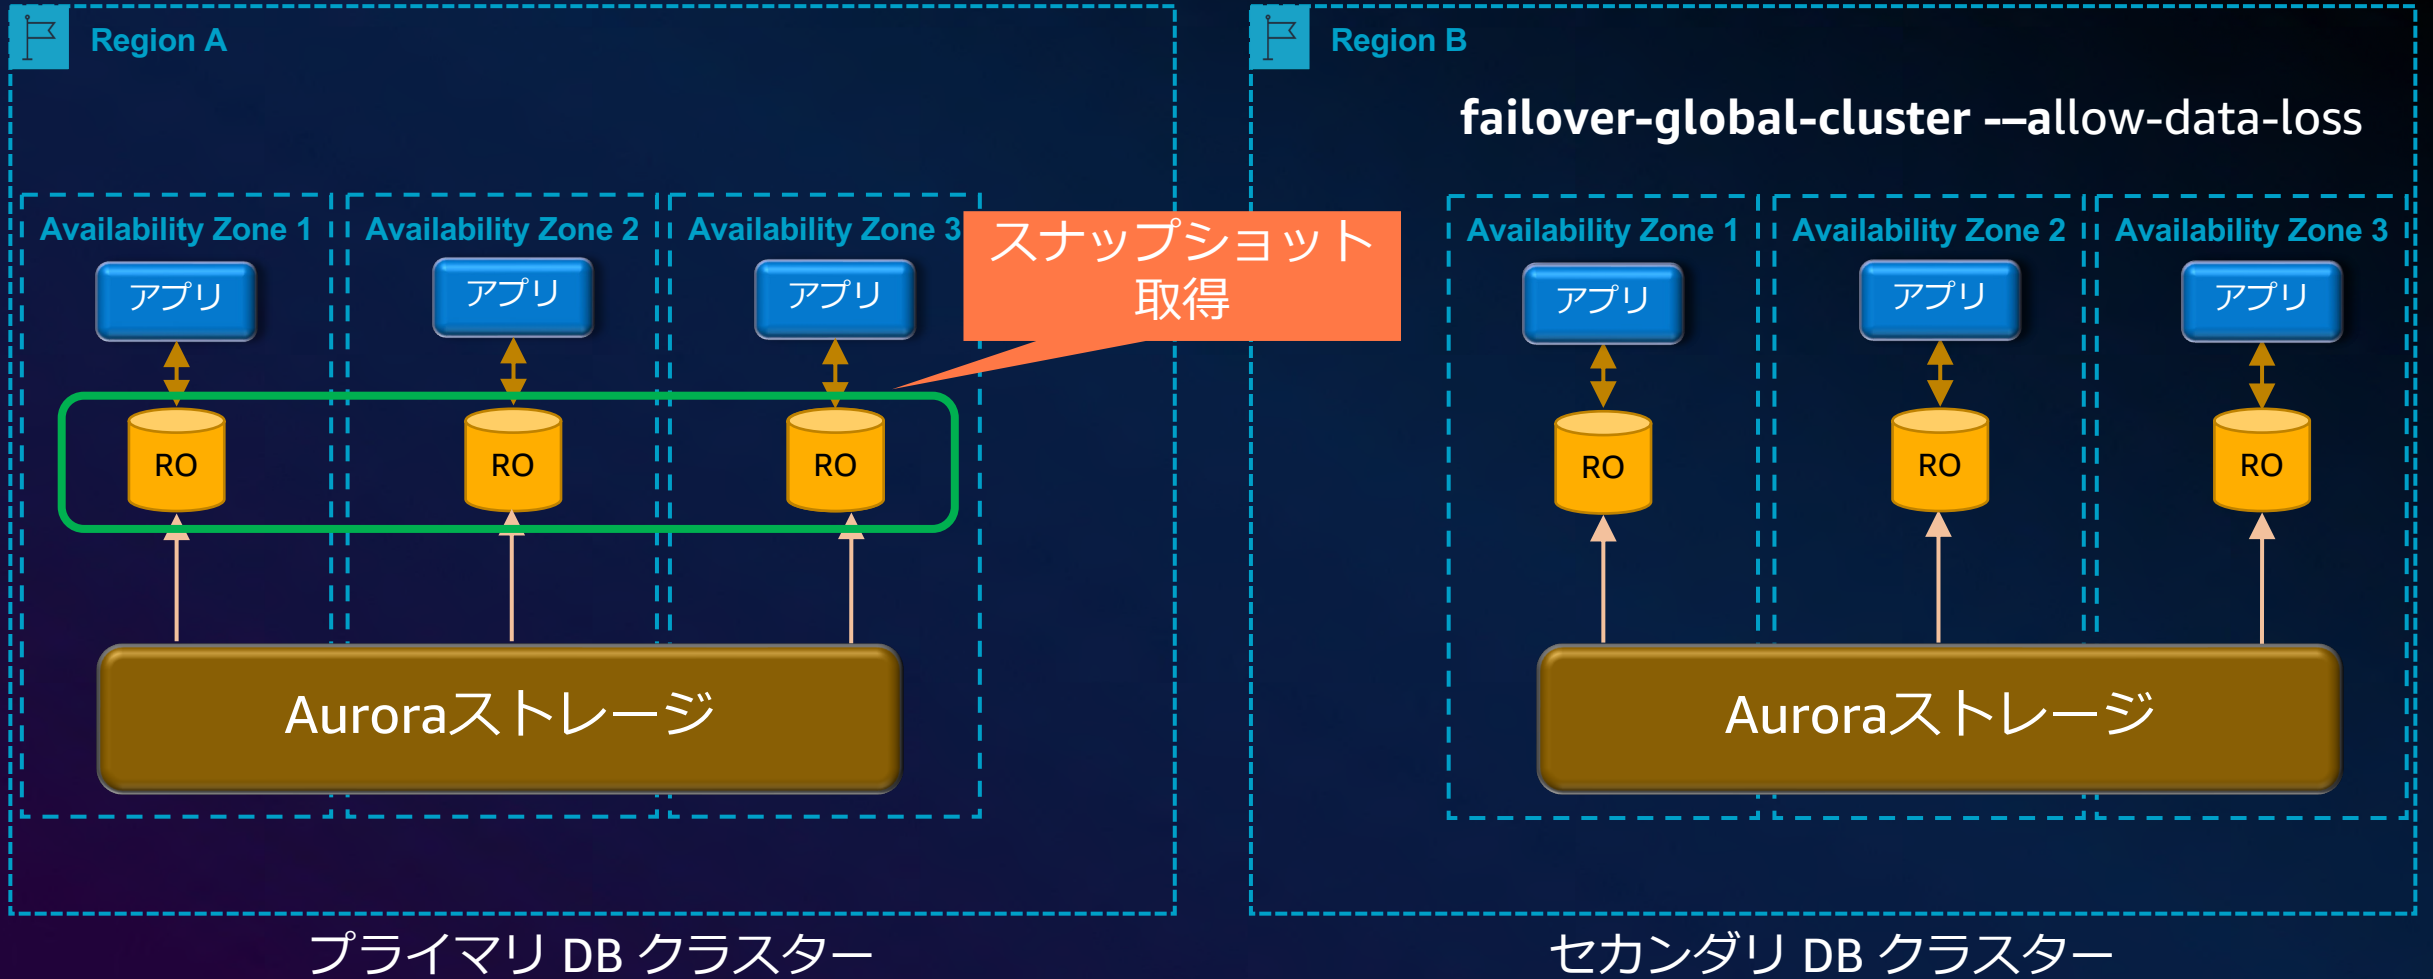 Region A
Region B
failover-global-cluster -–allow-data-loss
Availability Zone 1
Availability Zone 2
Availability Zone 3
スナップショット
取得
Availability Zone 1
Availability Zone 2
Availability Zone 3
アプリ
アプリ
アプリ
アプリ
アプリ
アプリ
RO
RO
RO
RO
RO
RO
Auroraストレージ
Auroraストレージ
プライマリ DB クラスター
セカンダリ DB クラスター